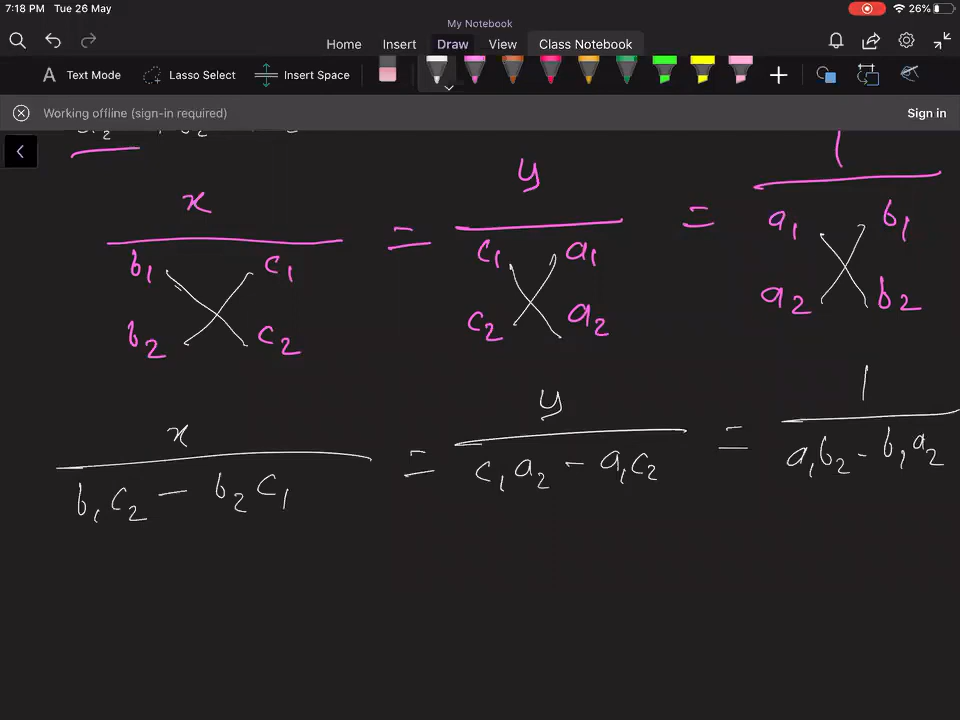 7:18 PM Tue 26 May 26%
My Notebook
Home Insert Draw View Class Notebook
Text Mode Lasso Select Insert Space
Working offline (sign-in required) Sign in
x y 1
= =
b₁ c₁ c₁ a₁ a₁ b₁
b₂ c₂ c₂ a₂ a₂ b₂
x y 1
= =
b₁c₂ - b₂c₁ c₁a₂ - a₁c₂ a₁b₂ - b₁a₂